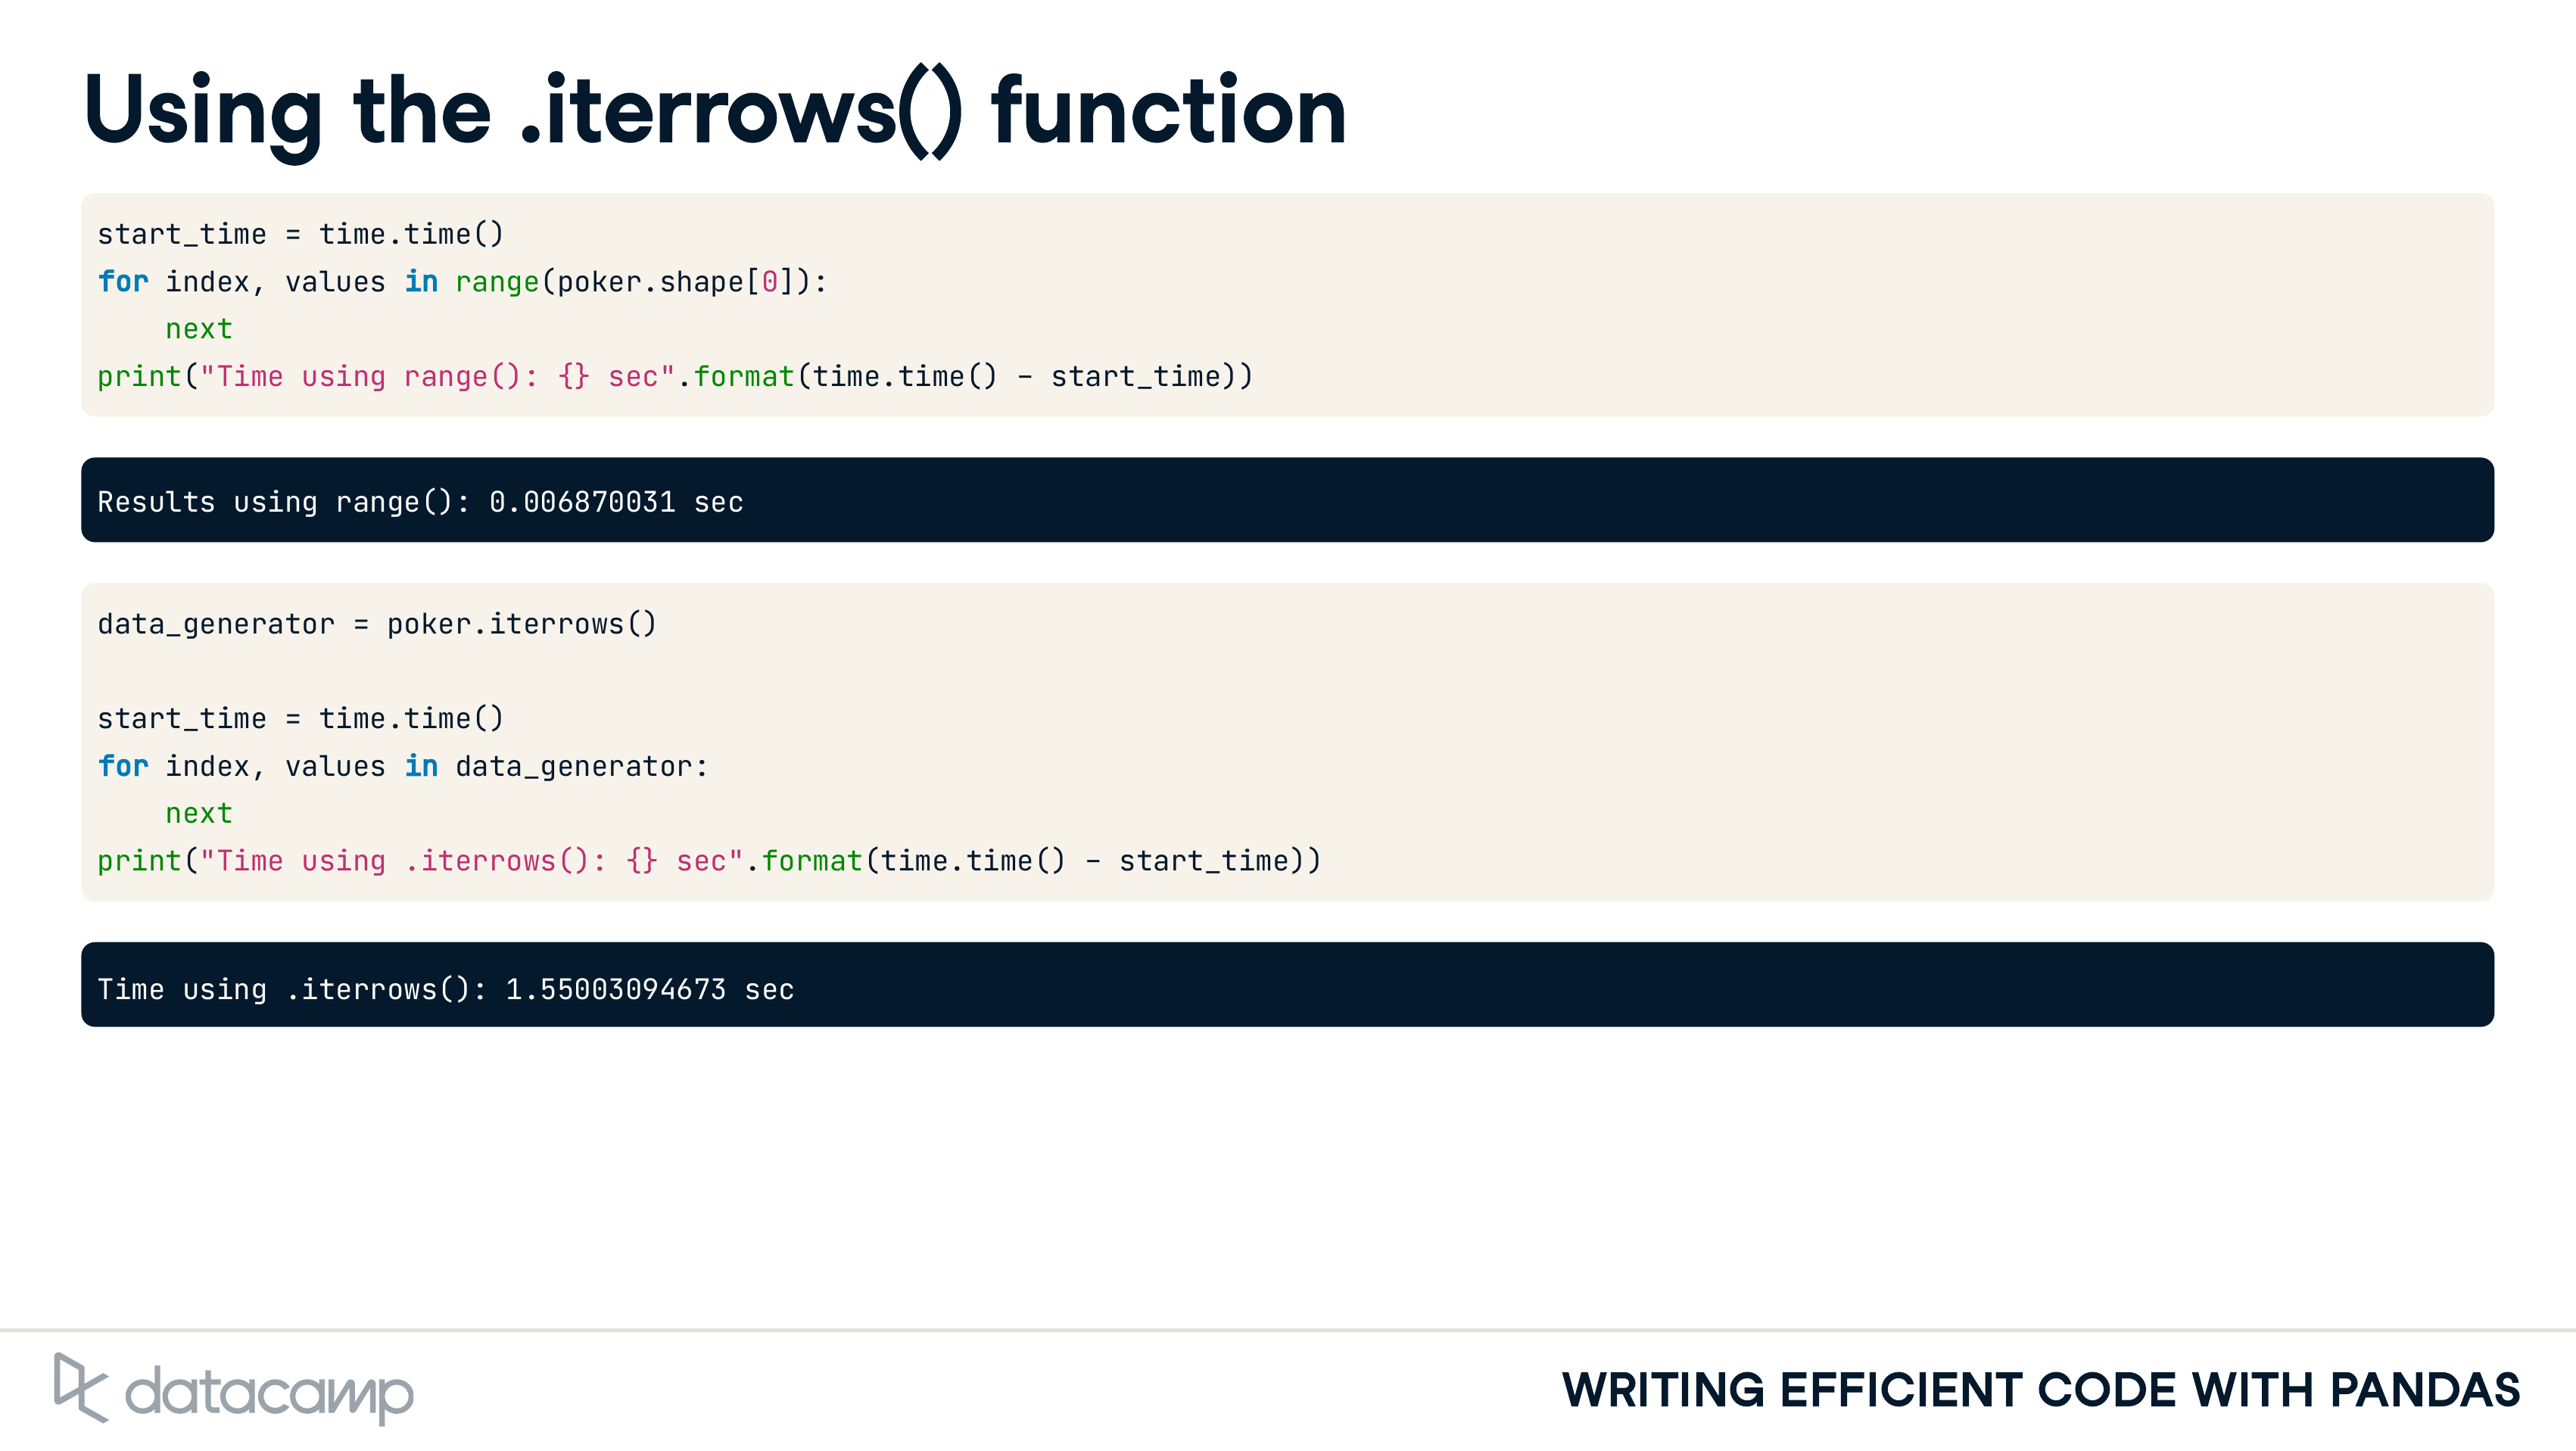 Using the .iterrows() function
start_time = time.time()
for index, values in range(poker.shape[0]):
    next
print("Time using range(): {} sec".format(time.time() - start_time))
Results using range(): 0.006870031 sec
data_generator = poker.iterrows()

start_time = time.time()
for index, values in data_generator:
    next
print("Time using .iterrows(): {} sec".format(time.time() - start_time))
Time using .iterrows(): 1.55003094673 sec
datacamp
WRITING EFFICIENT CODE WITH PANDAS